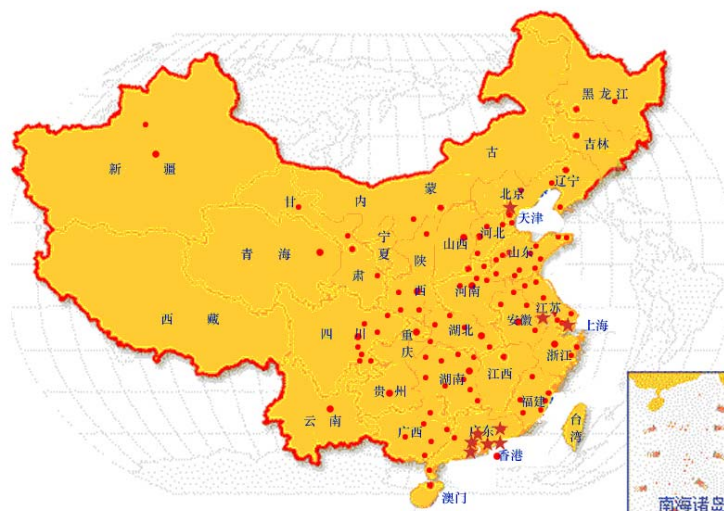 黑龙江
吉林
古
辽宁
新疆
甘
内
蒙
北京
天津
宁夏
山西
河北
青海
山东
肃
陕西
河南
西藏
江苏
安徽
上海
四川
重庆
湖北
浙江
湖南
江西
贵州
福建
云南
台湾
广西
广东
香港
澳门
南海诸岛